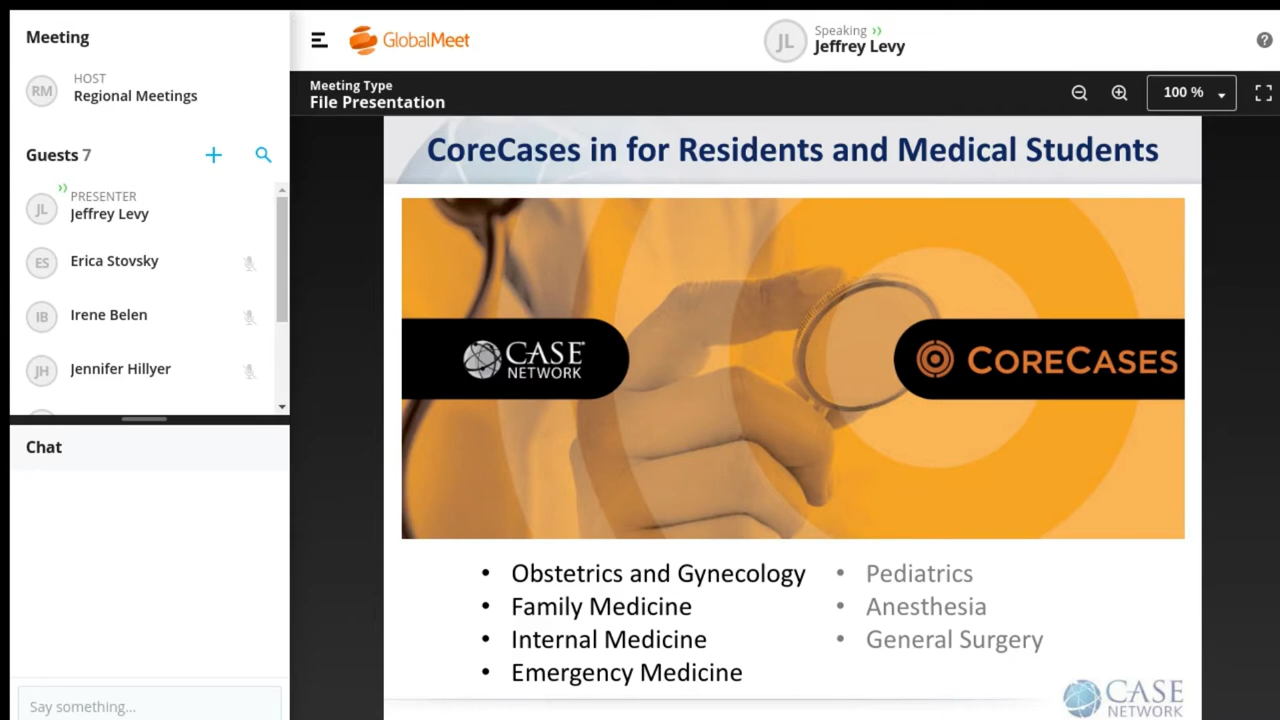 Meeting
RM
HOST
Regional Meetings
Guests 7
JL
PRESENTER
Jeffrey Levy
ES
Erica Stovsky
IB
Irene Belen
JH
Jennifer Hillyer
Chat
Say something...
GlobalMeet
JL
Speaking
Jeffrey Levy
Meeting Type
File Presentation
100 %
CoreCases in for Residents and Medical Students
CASE
NETWORK
CORECASES
• Obstetrics and Gynecology
• Family Medicine
• Internal Medicine
• Emergency Medicine
• Pediatrics
• Anesthesia
• General Surgery
CASE
NETWORK